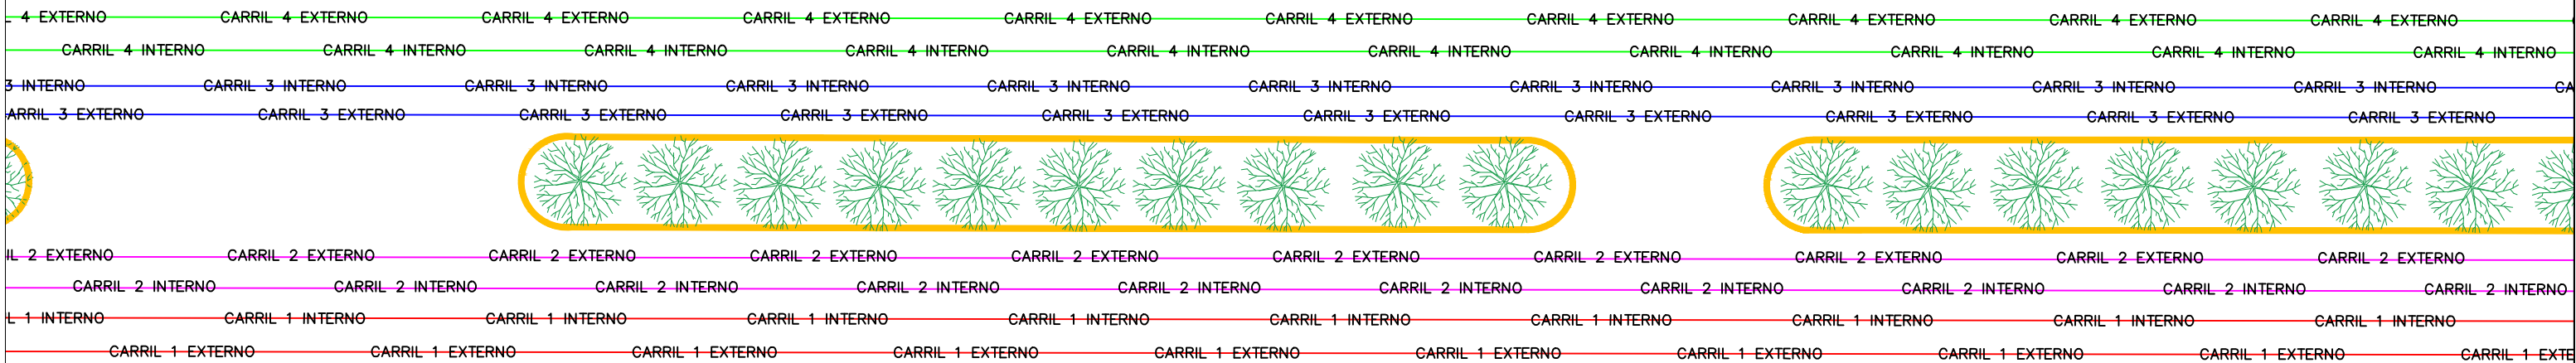 L 4 EXTERNO CARRIL 4 EXTERNO CARRIL 4 EXTERNO CARRIL 4 EXTERNO CARRIL 4 EXTERNO CARRIL 4 EXTERNO CARRIL 4 EXTERNO CARRIL 4 EXTERNO CARRIL 4 EXTERNO CARRIL 4 EXTERNO
CARRIL 4 INTERNO CARRIL 4 INTERNO CARRIL 4 INTERNO CARRIL 4 INTERNO CARRIL 4 INTERNO CARRIL 4 INTERNO CARRIL 4 INTERNO CARRIL 4 INTERNO CARRIL 4 INTERNO CARRIL 4 INTERNO
3 INTERNO CARRIL 3 INTERNO CARRIL 3 INTERNO CARRIL 3 INTERNO CARRIL 3 INTERNO CARRIL 3 INTERNO CARRIL 3 INTERNO CARRIL 3 INTERNO CARRIL 3 INTERNO CARRIL 3 INTERNO CA
ARRIL 3 EXTERNO CARRIL 3 EXTERNO CARRIL 3 EXTERNO CARRIL 3 EXTERNO CARRIL 3 EXTERNO CARRIL 3 EXTERNO CARRIL 3 EXTERNO CARRIL 3 EXTERNO CARRIL 3 EXTERNO CARRIL 3 EXTERNO
IL 2 EXTERNO CARRIL 2 EXTERNO CARRIL 2 EXTERNO CARRIL 2 EXTERNO CARRIL 2 EXTERNO CARRIL 2 EXTERNO CARRIL 2 EXTERNO CARRIL 2 EXTERNO CARRIL 2 EXTERNO CARRIL 2 EXTERNO
CARRIL 2 INTERNO CARRIL 2 INTERNO CARRIL 2 INTERNO CARRIL 2 INTERNO CARRIL 2 INTERNO CARRIL 2 INTERNO CARRIL 2 INTERNO CARRIL 2 INTERNO CARRIL 2 INTERNO CARRIL 2 INTERNO
L 1 INTERNO CARRIL 1 INTERNO CARRIL 1 INTERNO CARRIL 1 INTERNO CARRIL 1 INTERNO CARRIL 1 INTERNO CARRIL 1 INTERNO CARRIL 1 INTERNO CARRIL 1 INTERNO CARRIL 1 INTERNO
CARRIL 1 EXTERNO CARRIL 1 EXTERNO CARRIL 1 EXTERNO CARRIL 1 EXTERNO CARRIL 1 EXTERNO CARRIL 1 EXTERNO CARRIL 1 EXTERNO CARRIL 1 EXTERNO CARRIL 1 EXTERNO CARRIL 1 EXTE